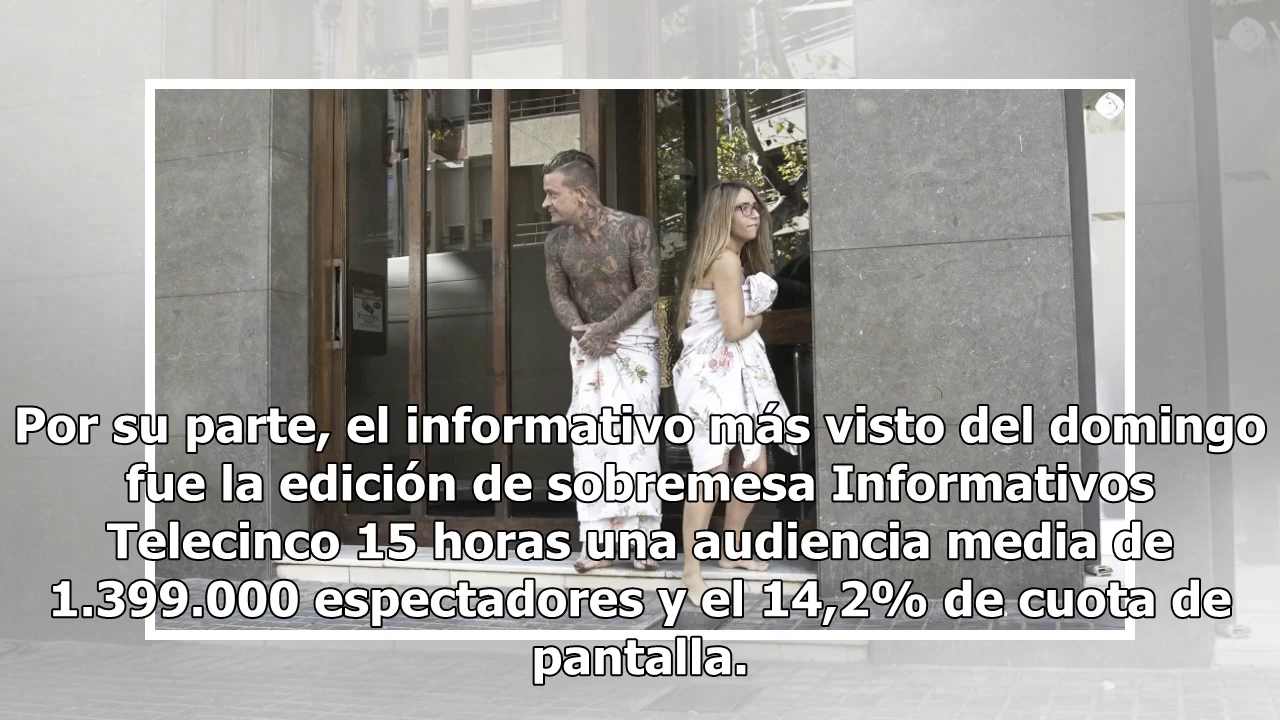 Por su parte, el informativo más visto del domingo
fue la edición de sobremesa Informativos
Telecinco 15 horas una audiencia media de
1.399.000 espectadores y el 14,2% de cuota de
pantalla.